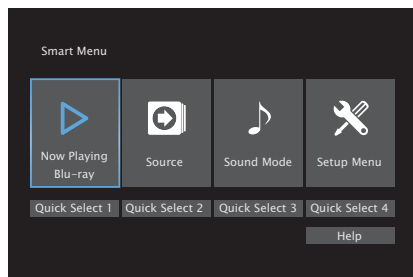 Smart Menu
Now Playing
Blu-ray
Source
Sound Mode
Setup Menu
Quick Select 1
Quick Select 2
Quick Select 3
Quick Select 4
Help